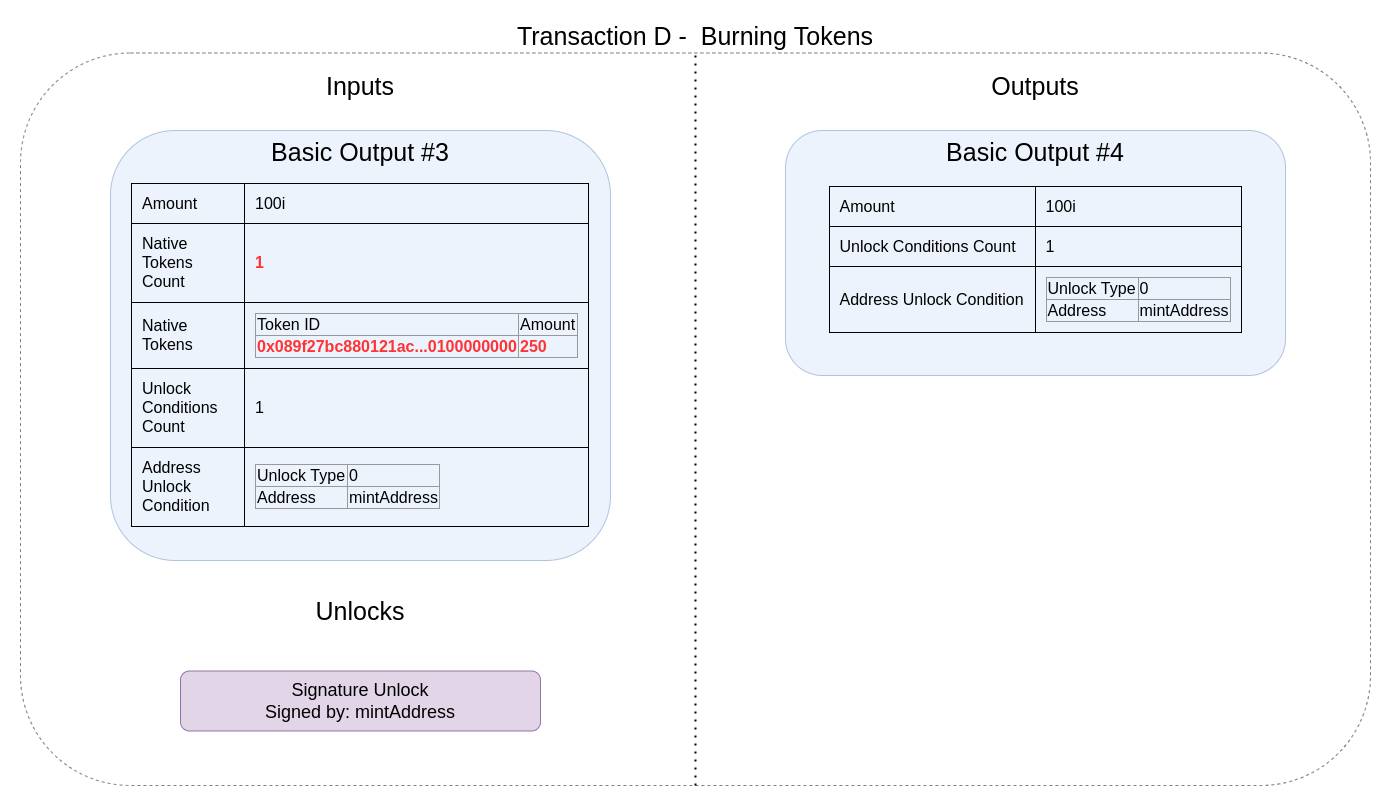 Transaction D -  Burning Tokens
Inputs
Basic Output #3
Amount
100i
Native
Tokens
Count
1
Native
Tokens
Token ID
Amount
0x089f27bc880121ac...0100000000
250
Unlock
Conditions
Count
1
Address
Unlock
Condition
Unlock Type
0
Address
mintAddress
Unlocks
Signature Unlock
Signed by: mintAddress
Outputs
Basic Output #4
Amount
100i
Unlock Conditions Count
1
Address Unlock Condition
Unlock Type
0
Address
mintAddress